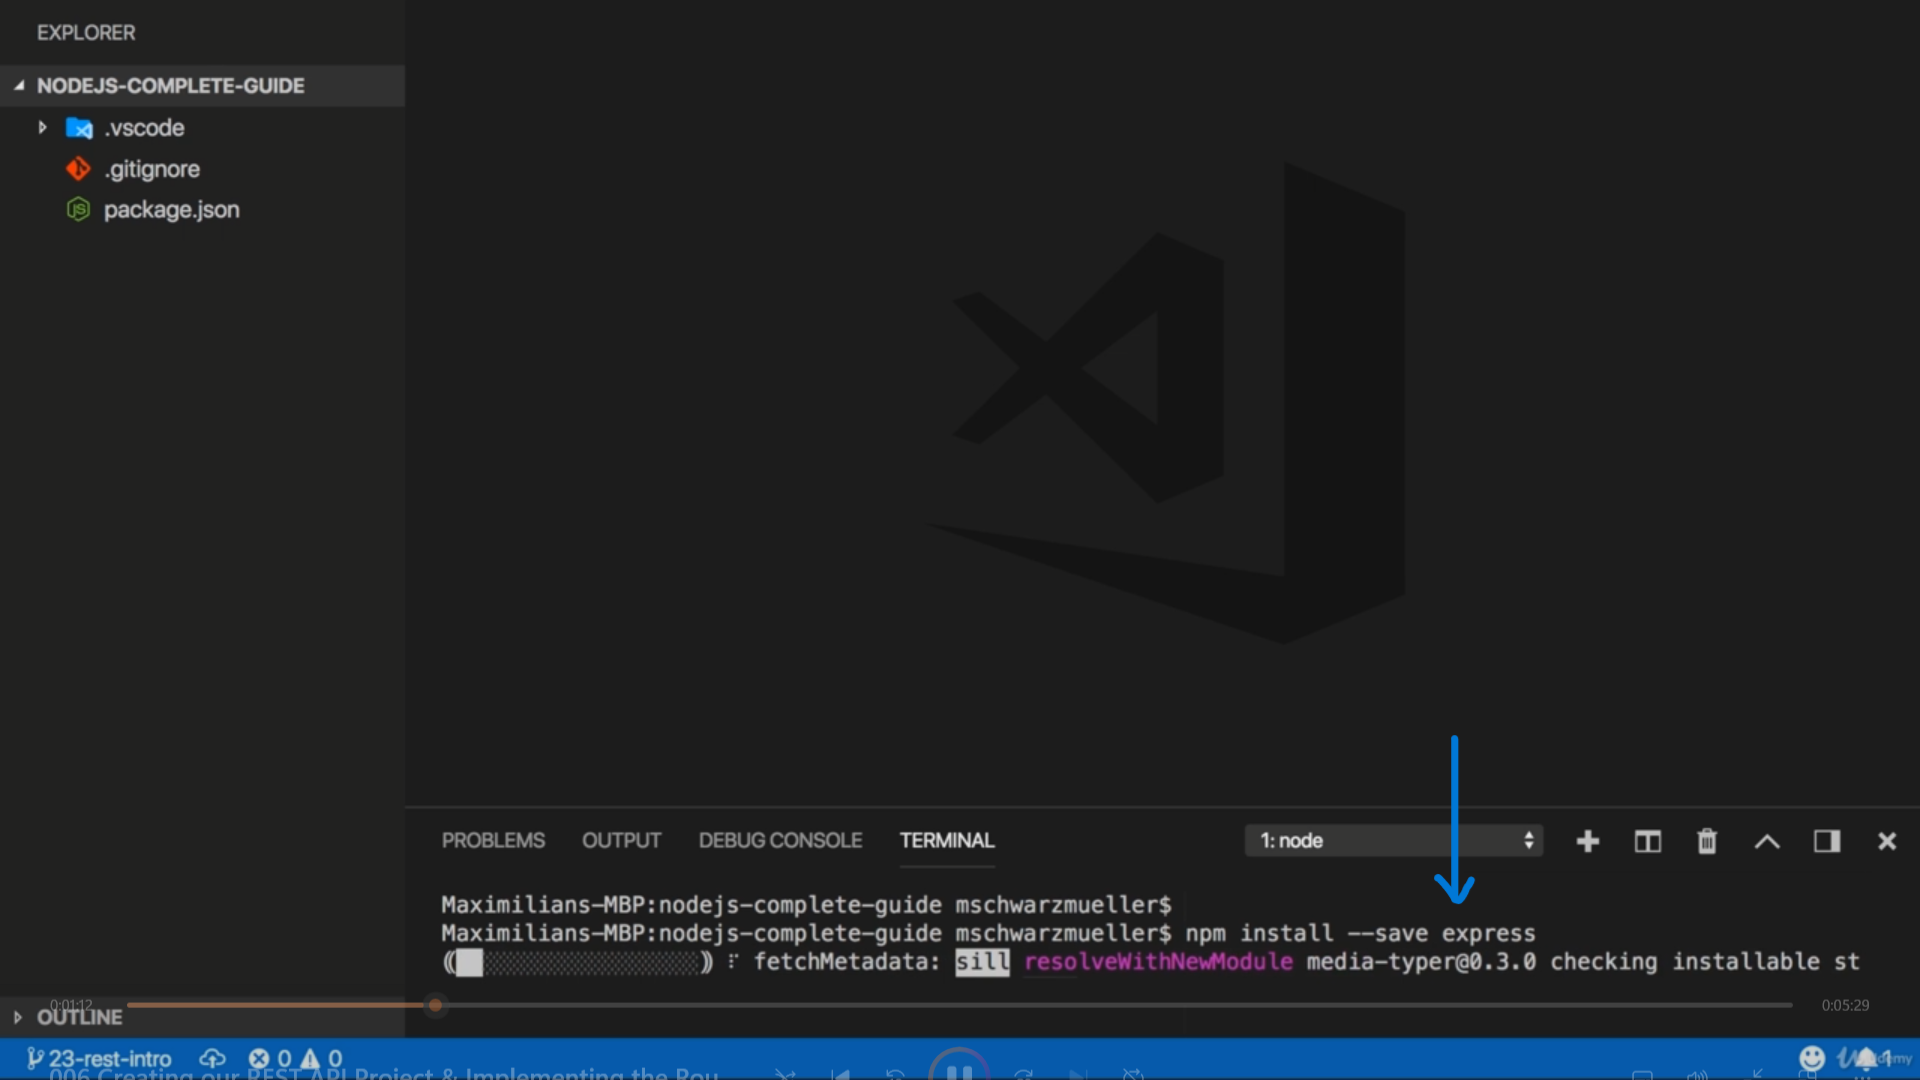 EXPLORER
NODEJS-COMPLETE-GUIDE
.vscode
.gitignore
package.json
PROBLEMS OUTPUT DEBUG CONSOLE TERMINAL 1: node
Maximilians-MBP:nodejs-complete-guide mschwarzmueller$
Maximilians-MBP:nodejs-complete-guide mschwarzmueller$ npm install --save express
fetchMetadata: sill resolveWithNewModule media-typer@0.3.0 checking installable st
0:01:12 0:05:29
OUTLINE
23-rest-intro 0 0 1
006 Creating our REST API Project & Implementing the Rou